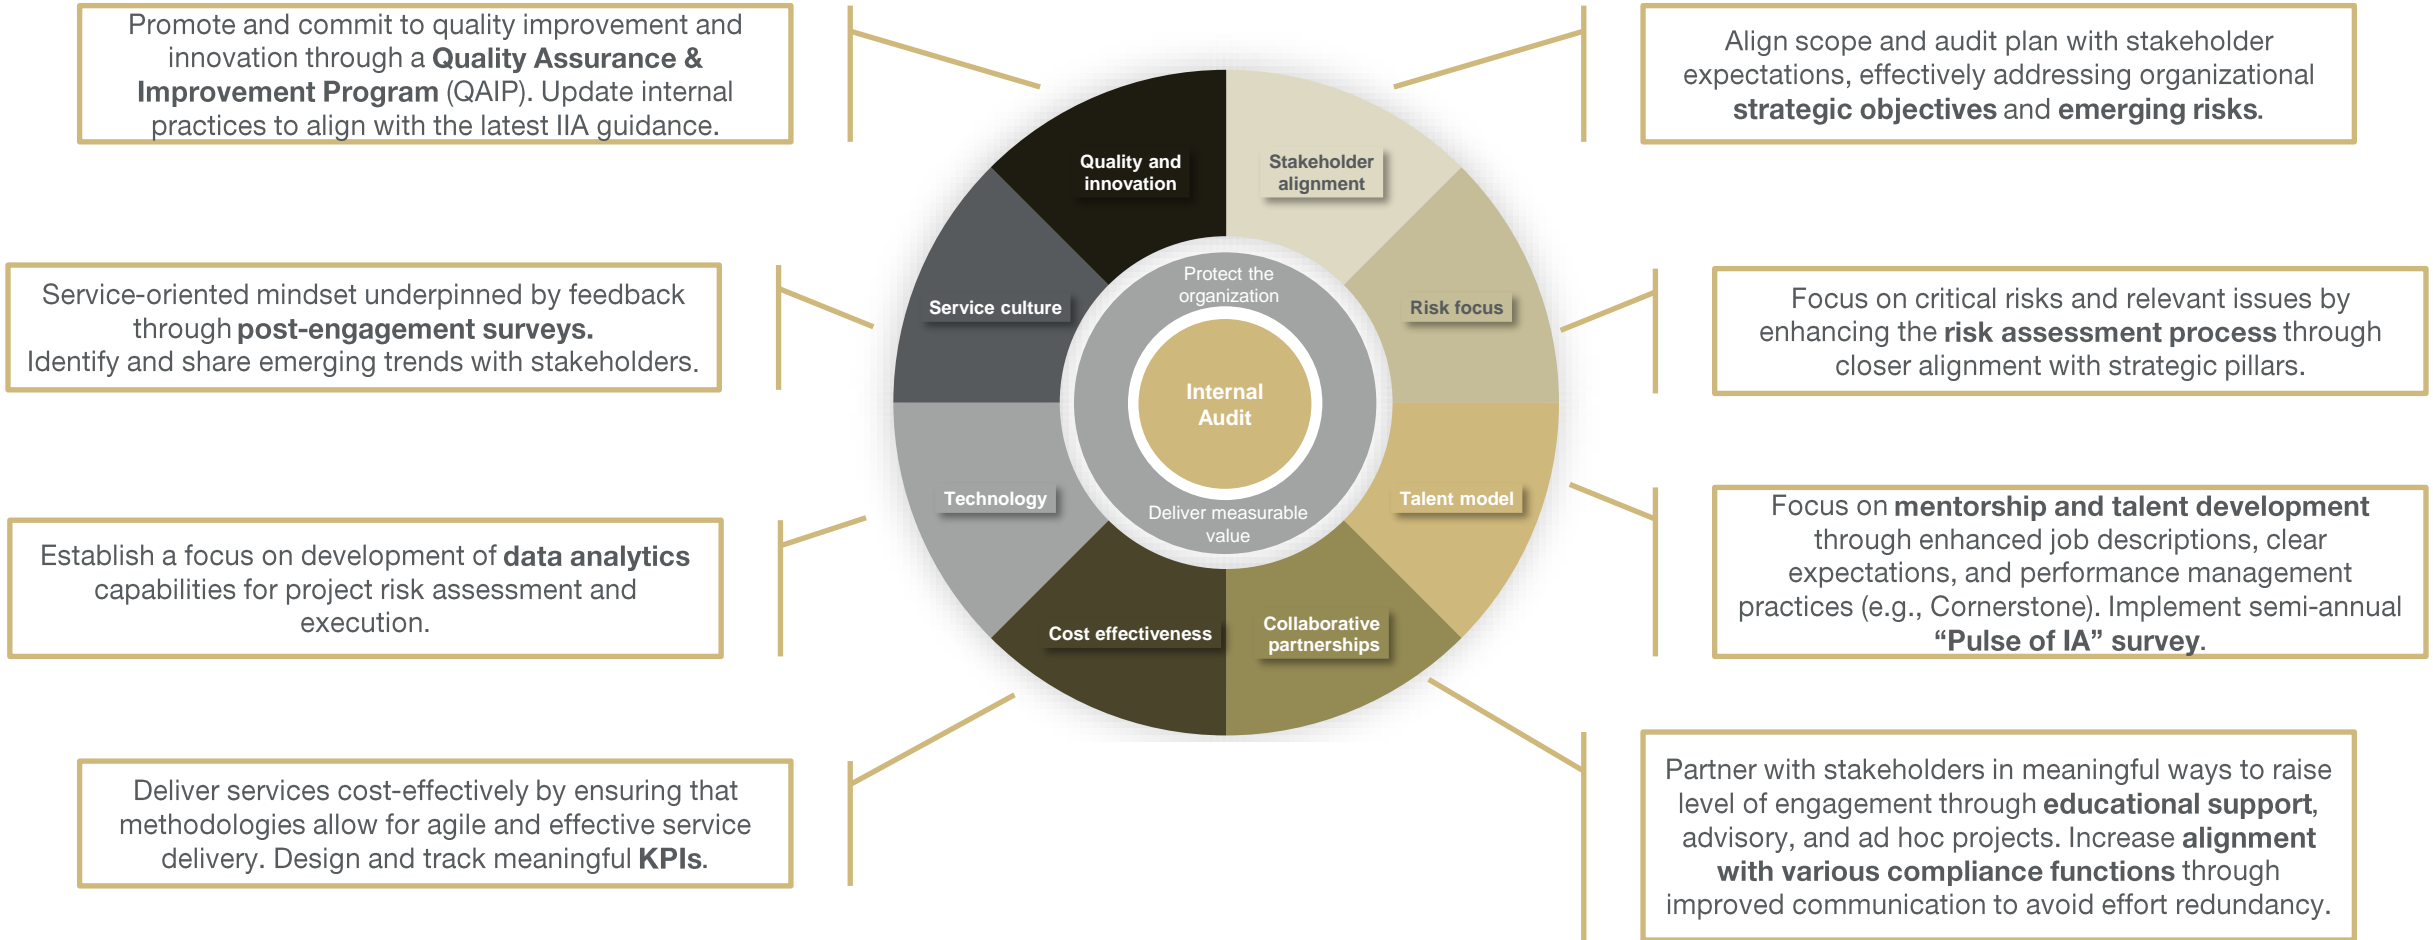 Promote and commit to quality improvement and
innovation through a Quality Assurance &
Improvement Program (QAIP). Update internal
practices to align with the latest IIA guidance.
Align scope and audit plan with stakeholder
expectations, effectively addressing organizational
strategic objectives and emerging risks.
Quality and
innovation
Stakeholder
alignment
Service-oriented mindset underpinned by feedback
through post-engagement surveys.
Identify and share emerging trends with stakeholders.
Service culture
Protect the
organization
Risk focus
Focus on critical risks and relevant issues by
enhancing the risk assessment process through
closer alignment with strategic pillars.
Internal
Audit
Establish a focus on development of data analytics
capabilities for project risk assessment and
execution.
Technology
Deliver measurable
value
Talent model
Focus on mentorship and talent development
through enhanced job descriptions, clear
expectations, and performance management
practices (e.g., Cornerstone). Implement semi-annual
“Pulse of IA” survey.
Cost effectiveness
Collaborative
partnerships
Deliver services cost-effectively by ensuring that
methodologies allow for agile and effective service
delivery. Design and track meaningful KPIs.
Partner with stakeholders in meaningful ways to raise
level of engagement through educational support,
advisory, and ad hoc projects. Increase alignment
with various compliance functions through
improved communication to avoid effort redundancy.